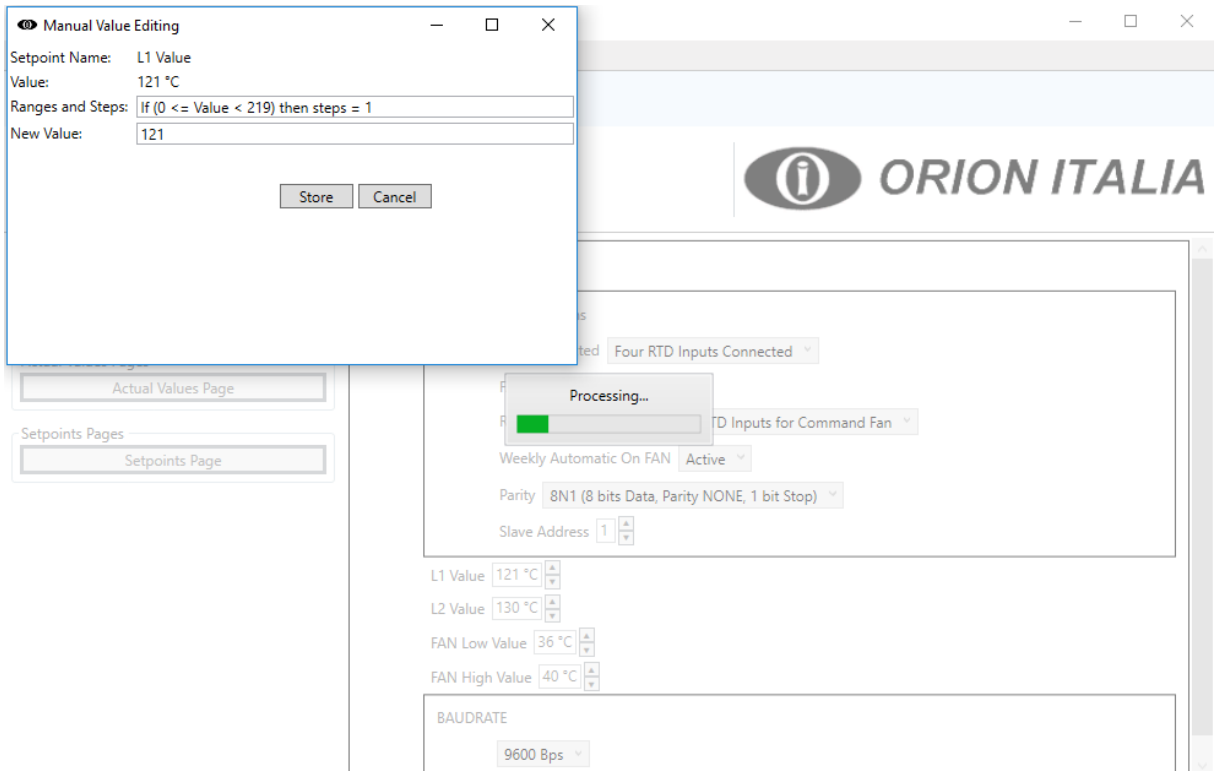 Manual Value Editing
Setpoint Name: L1 Value
Value: 121 °C
Ranges and Steps: If (0 <= Value < 219) then steps = 1
New Value: 121
Store Cancel
ORION ITALIA
Four RTD Inputs Connected
Actual Values Page
Processing...
TD Inputs for Command Fan
Setpoints Pages
Setpoints Page
Weekly Automatic On FAN Active
Parity 8N1 (8 bits Data, Parity NONE, 1 bit Stop)
Slave Address 1
L1 Value 121 °C
L2 Value 130 °C
FAN Low Value 36 °C
FAN High Value 40 °C
BAUDRATE
9600 Bps